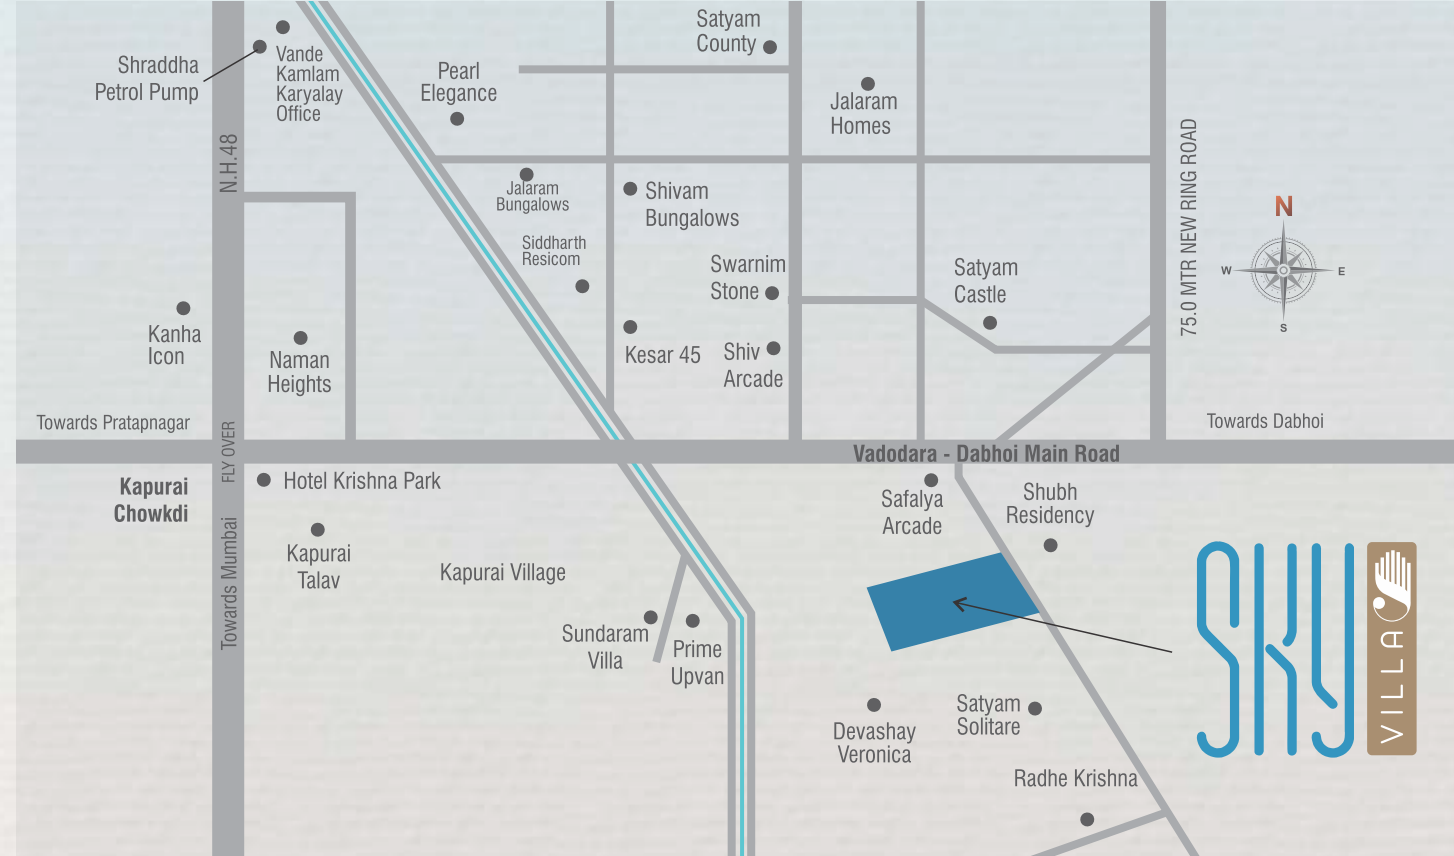 Satyam
County
Shraddha
Petrol Pump
Vande
Kamlam
Karyalay
Office
Pearl
Elegance
Jalaram
Homes
N.H.48
75.0 MTR NEW RING ROAD
Jalaram
Bungalows
Shivam
Bungalows
N
W
E
S
Siddharth
Resicom
Swarnim
Stone
Satyam
Castle
Kanha
Icon
Naman
Heights
Kesar 45
Shiv
Arcade
Towards Pratapnagar
Towards Dabhoi
FLY OVER
Vadodara - Dabhoi Main Road
Kapurai
Chowkdi
Hotel Krishna Park
Safalya
Arcade
Shubh
Residency
Towards Mumbai
Kapurai
Talav
Kapurai Village
Sundaram
Villa
Prime
Upvan
SKY
VILLA
Devashay
Veronica
Satyam
Solitare
Radhe Krishna